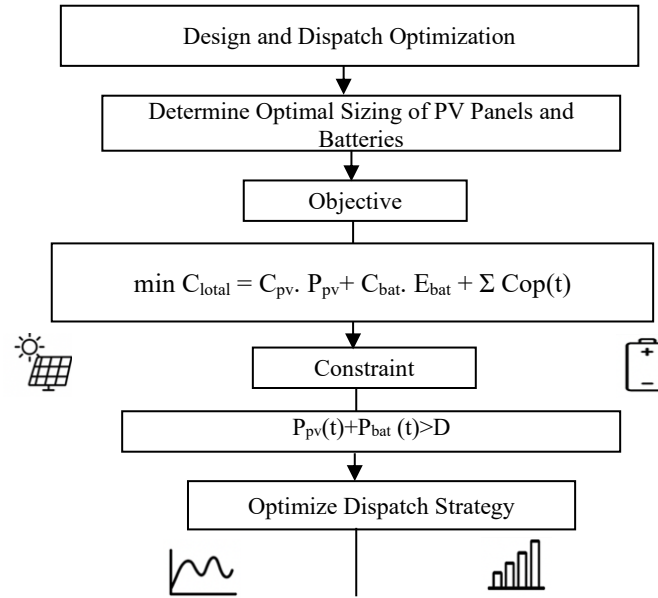 Design and Dispatch Optimization
Determine Optimal Sizing of PV Panels and
Batteries
Objective
min Clotal = Cpv. Ppv+ Cbat. Ebat + Σ Cop(t)
Constraint
+
−
Ppv(t)+Pbat (t)>D
Optimize Dispatch Strategy